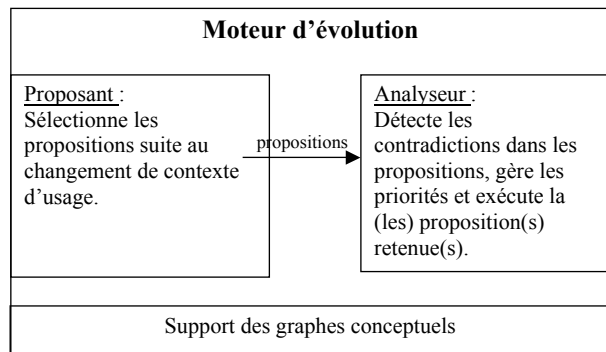 Moteur d’évolution
Proposant :
Sélectionne les
propositions suite au
changement de contexte
d’usage.
propositions
Analyseur :
Détecte les
contradictions dans les
propositions, gère les
priorités et exécute la
(les) proposition(s)
retenue(s).
Support des graphes conceptuels